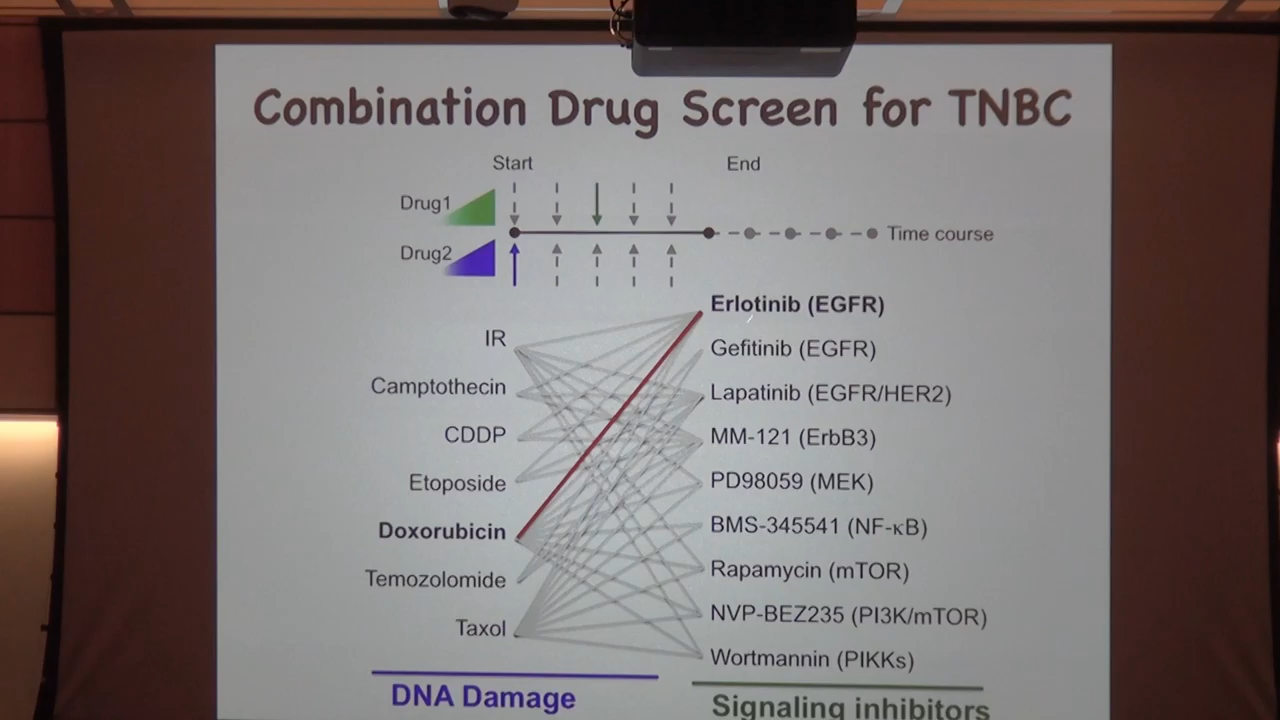 Combination Drug Screen for TNBC
Start
End
Drug1
Drug2
Time course
IR
Camptothecin
CDDP
Etoposide
Doxorubicin
Temozolomide
Taxol
DNA Damage
Erlotinib (EGFR)
Gefitinib (EGFR)
Lapatinib (EGFR/HER2)
MM-121 (ErbB3)
PD98059 (MEK)
BMS-345541 (NF-κB)
Rapamycin (mTOR)
NVP-BEZ235 (PI3K/mTOR)
Wortmannin (PIKKs)
Signaling inhibitors